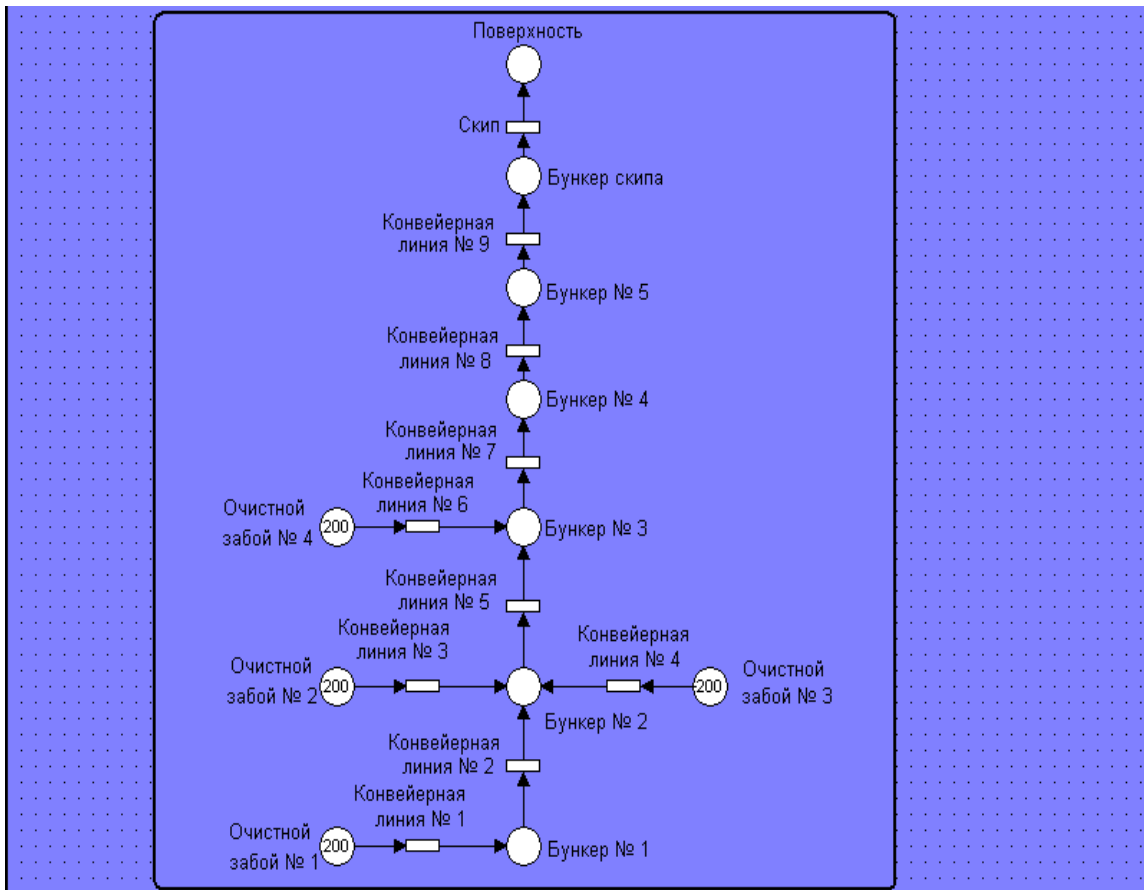 Поверхность
Скип
Бункер скипа
Конвейерная
линия № 9
Бункер № 5
Конвейерная
линия № 8
Бункер № 4
Конвейерная
линия № 7
Конвейерная
линия № 6
Очистной
забой № 4
200
Бункер № 3
Конвейерная
линия № 5
Конвейерная
линия № 3
Конвейерная
линия № 4
Очистной
забой № 2
200
200
Очистной
забой № 3
Бункер № 2
Конвейерная
линия № 2
Конвейерная
линия № 1
Очистной
забой № 1
200
Бункер № 1